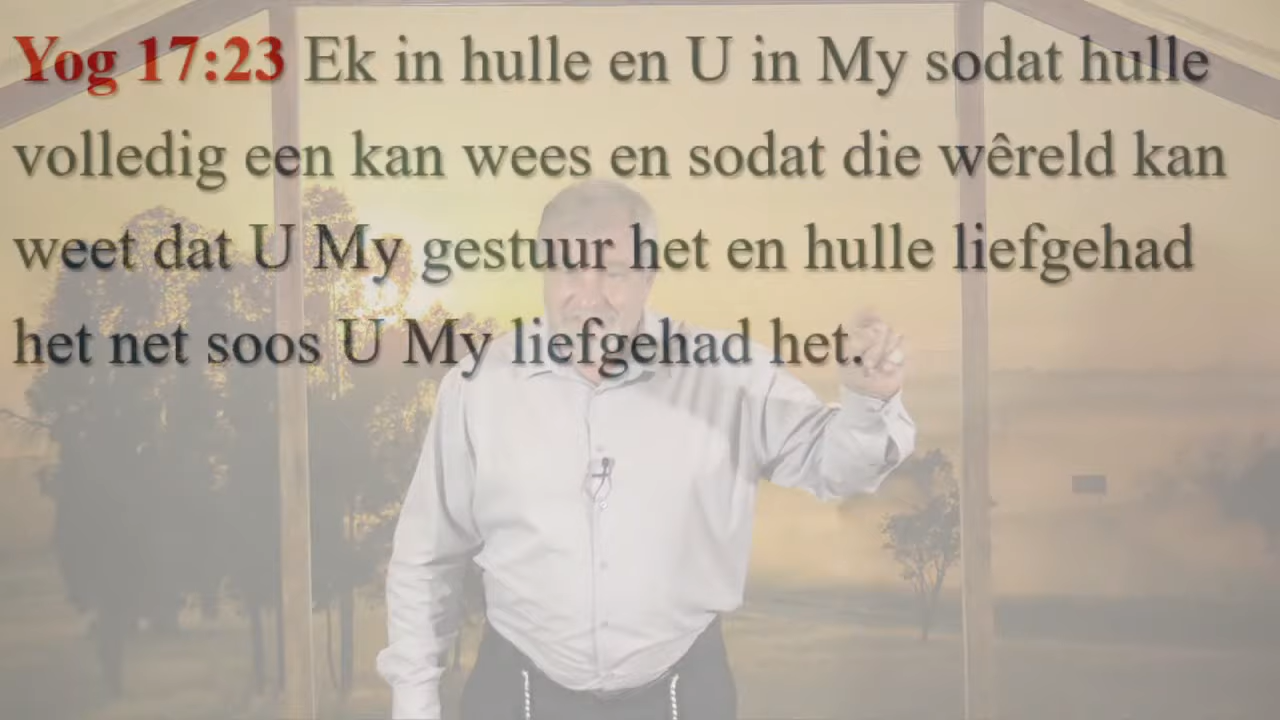 Yog 17:23 Ek in hulle en U in My sodat hulle
volledig een kan wees en sodat die wêreld kan
weet dat U My gestuur het en hulle liefgehad
het net soos U My liefgehad het.